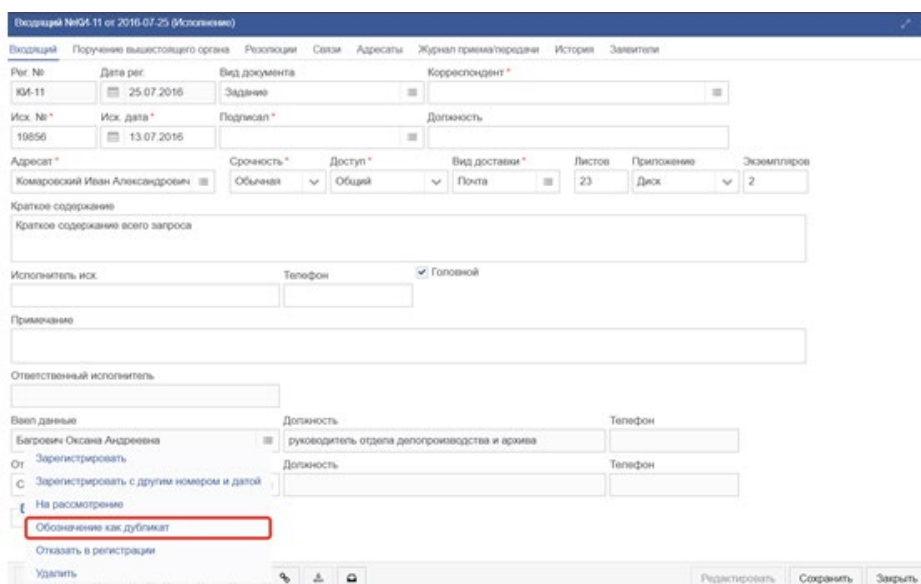 Входящий №КИ-11 от 2016-07-25 (Исполнение)
Входящий Поручение вышестоящего органа Резолюции Связи Адресаты Журнал приема/передачи История Заявители
Рег. № Дата рег. Вид документа Корреспондент *
КИ-11 25.07.2016 Задание
Исх. № * Исх. дата * Подписал * Должность
19856 13.07.2016
Адресат * Срочность * Доступ * Вид доставки * Листов Приложение Экземпляров
Комаровский Иван Александрович Обычная Общий Почта 23 Диск 2
Краткое содержание
Краткое содержание всего запроса
Исполнитель исх. Телефон Головной
Примечание
Ответственный исполнитель
Ввел данные Должность Телефон
Багрович Оксана Андреевна руководитель отдела делопроизводства и архива
От Должность Телефон
С
Зарегистрировать
Зарегистрировать с другим номером и датой
На рассмотрение
Обозначение как дубликат
Отказать в регистрации
Удалить
Редактировать Сохранить Закрыть